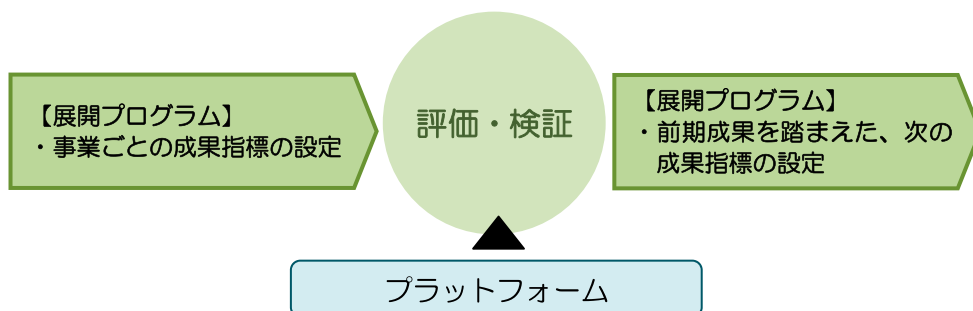 【展開プログラム】
・事業ごとの成果指標の設定
評価・検証
【展開プログラム】
・前期成果を踏まえた、次の
成果指標の設定
プラットフォーム